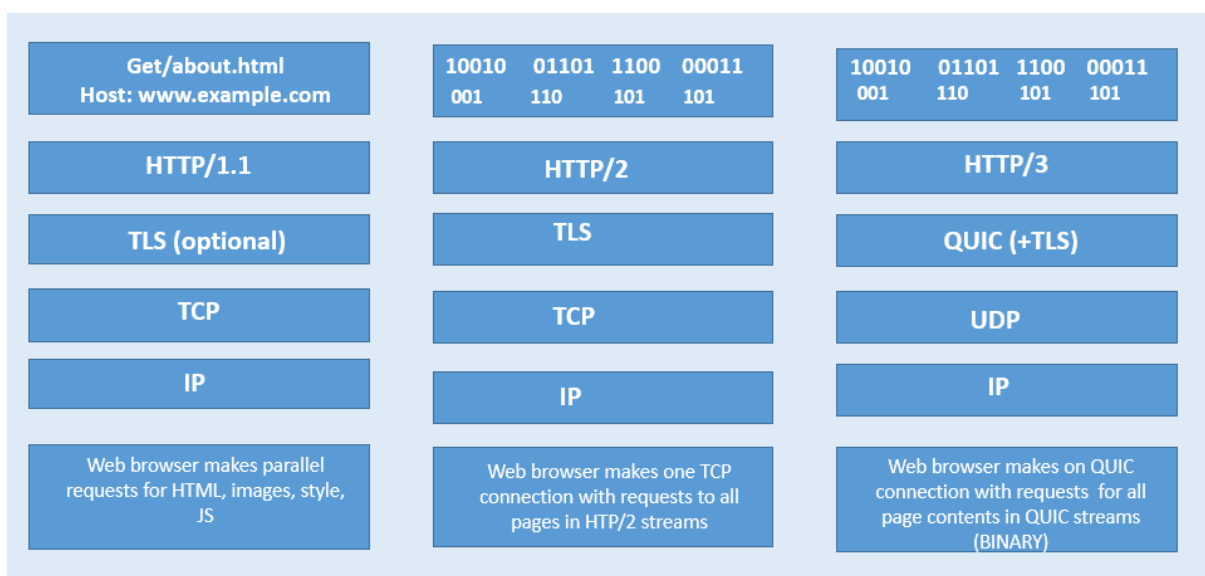 Get/about.html
Host: www.example.com
HTTP/1.1
TLS (optional)
TCP
IP
Web browser makes parallel
requests for HTML, images, style,
JS
10010 01101 1100 00011
001 110 101 101
HTTP/2
TLS
TCP
IP
Web browser makes one TCP
connection with requests to all
pages in HTP/2 streams
10010 01101 1100 00011
001 110 101 101
HTTP/3
QUIC (+TLS)
UDP
IP
Web browser makes on QUIC
connection with requests for all
page contents in QUIC streams
(BINARY)